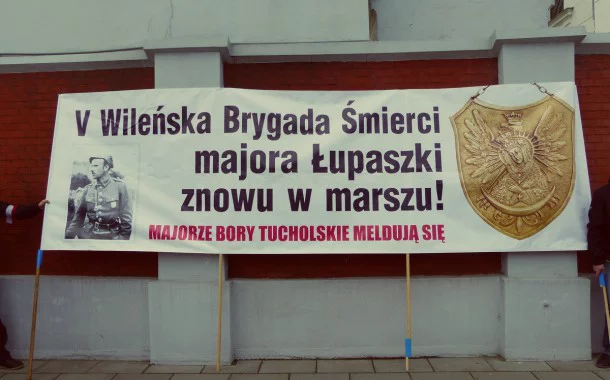 V Wileńska Brygada Śmierci
majora Łupaszki
znowu w marszu!
MAJORZE BORY TUCHOLSKIE MELDUJĄ SIĘ